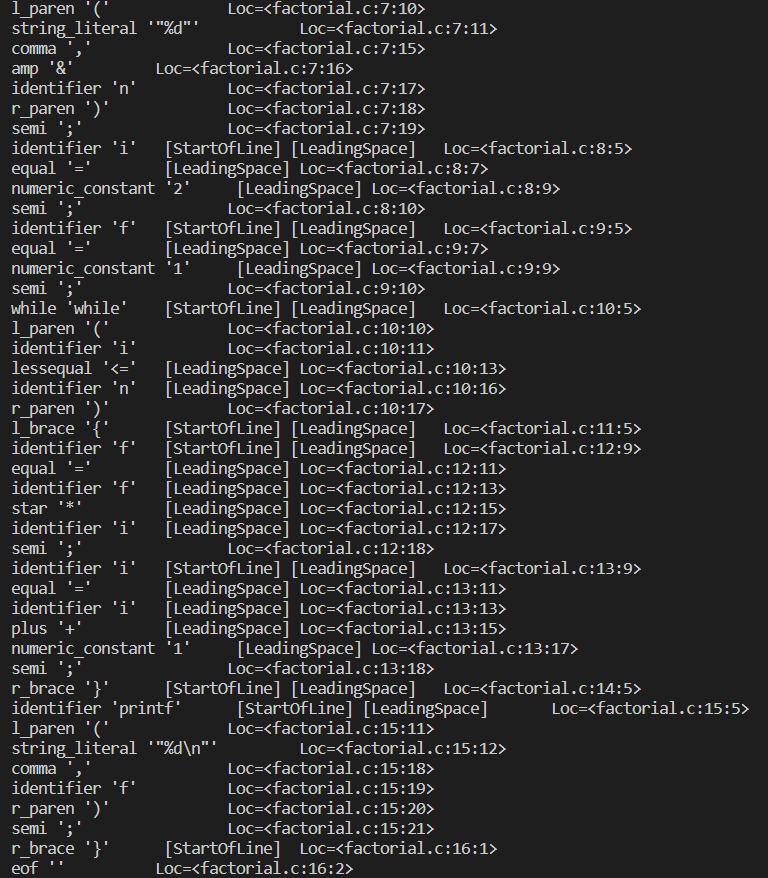 l_paren '(' Loc=<factorial.c:7:10>
string_literal '"%d"' Loc=<factorial.c:7:11>
comma ',' Loc=<factorial.c:7:15>
amp '&' Loc=<factorial.c:7:16>
identifier 'n' Loc=<factorial.c:7:17>
r_paren ')' Loc=<factorial.c:7:18>
semi ';' Loc=<factorial.c:7:19>
identifier 'i' [StartOfLine] [LeadingSpace] Loc=<factorial.c:8:5>
equal '=' [LeadingSpace] Loc=<factorial.c:8:7>
numeric_constant '2' [LeadingSpace] Loc=<factorial.c:8:9>
semi ';' Loc=<factorial.c:8:10>
identifier 'f' [StartOfLine] [LeadingSpace] Loc=<factorial.c:9:5>
equal '=' [LeadingSpace] Loc=<factorial.c:9:7>
numeric_constant '1' [LeadingSpace] Loc=<factorial.c:9:9>
semi ';' Loc=<factorial.c:9:10>
while 'while' [StartOfLine] [LeadingSpace] Loc=<factorial.c:10:5>
l_paren '(' Loc=<factorial.c:10:10>
identifier 'i' Loc=<factorial.c:10:11>
lessequal '<=' [LeadingSpace] Loc=<factorial.c:10:13>
identifier 'n' [LeadingSpace] Loc=<factorial.c:10:16>
r_paren ')' Loc=<factorial.c:10:17>
l_brace '{' [StartOfLine] [LeadingSpace] Loc=<factorial.c:11:5>
identifier 'f' [StartOfLine] [LeadingSpace] Loc=<factorial.c:12:9>
equal '=' [LeadingSpace] Loc=<factorial.c:12:11>
identifier 'f' [LeadingSpace] Loc=<factorial.c:12:13>
star '*' [LeadingSpace] Loc=<factorial.c:12:15>
identifier 'i' [LeadingSpace] Loc=<factorial.c:12:17>
semi ';' Loc=<factorial.c:12:18>
identifier 'i' [StartOfLine] [LeadingSpace] Loc=<factorial.c:13:9>
equal '=' [LeadingSpace] Loc=<factorial.c:13:11>
identifier 'i' [LeadingSpace] Loc=<factorial.c:13:13>
plus '+' [LeadingSpace] Loc=<factorial.c:13:15>
numeric_constant '1' [LeadingSpace] Loc=<factorial.c:13:17>
semi ';' Loc=<factorial.c:13:18>
r_brace '}' [StartOfLine] [LeadingSpace] Loc=<factorial.c:14:5>
identifier 'printf' [StartOfLine] [LeadingSpace] Loc=<factorial.c:15:5>
l_paren '(' Loc=<factorial.c:15:11>
string_literal '"%d\n"' Loc=<factorial.c:15:12>
comma ',' Loc=<factorial.c:15:18>
identifier 'f' Loc=<factorial.c:15:19>
r_paren ')' Loc=<factorial.c:15:20>
semi ';' Loc=<factorial.c:15:21>
r_brace '}' [StartOfLine] Loc=<factorial.c:16:1>
eof '' Loc=<factorial.c:16:2>